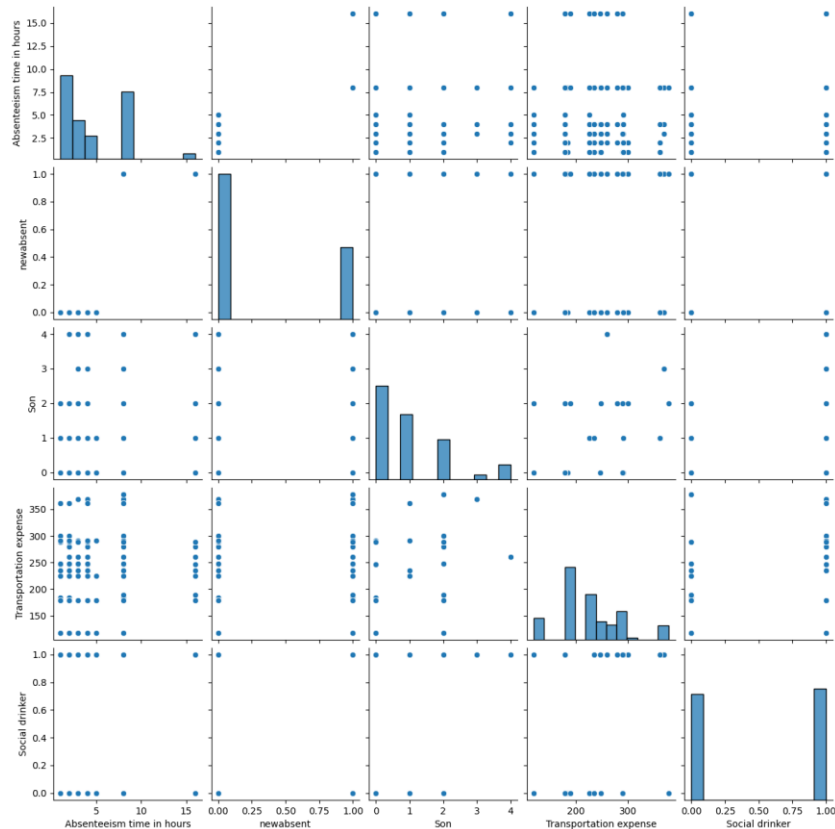 Absenteeism time in hours
15.0
12.5
10.0
7.5
5.0
2.5
newabsent
1.0
0.8
0.6
0.4
0.2
0.0
Son
4
3
2
1
0
Transportation expense
350
300
250
200
150
Social drinker
1.0
0.8
0.6
0.4
0.2
0.0
5 10 15
0.00 0.25 0.50 0.75 1.00
0 1 2 3 4
200 300
0.00 0.25 0.50 0.75 1.00
Absenteeism time in hours
newabsent
Son
Transportation expense
Social drinker